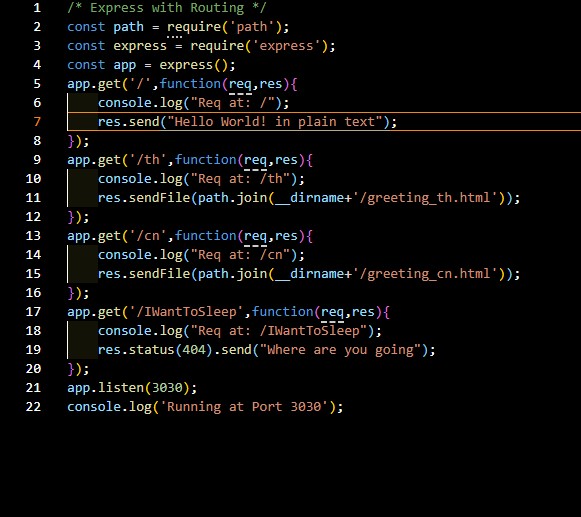 1 /* Express with Routing */
2 const path = require('path');
3 const express = require('express');
4 const app = express();
5 app.get('/',function(req,res){
6     console.log("Req at: /");
7     res.send("Hello World! in plain text");
8 });
9 app.get('/th',function(req,res){
10     console.log("Req at: /th");
11     res.sendFile(path.join(__dirname+'/greeting_th.html'));
12 });
13 app.get('/cn',function(req,res){
14     console.log("Req at: /cn");
15     res.sendFile(path.join(__dirname+'/greeting_cn.html'));
16 });
17 app.get('/IWantToSleep',function(req,res){
18     console.log("Req at: /IWantToSleep");
19     res.status(404).send("Where are you going");
20 });
21 app.listen(3030);
22 console.log('Running at Port 3030');